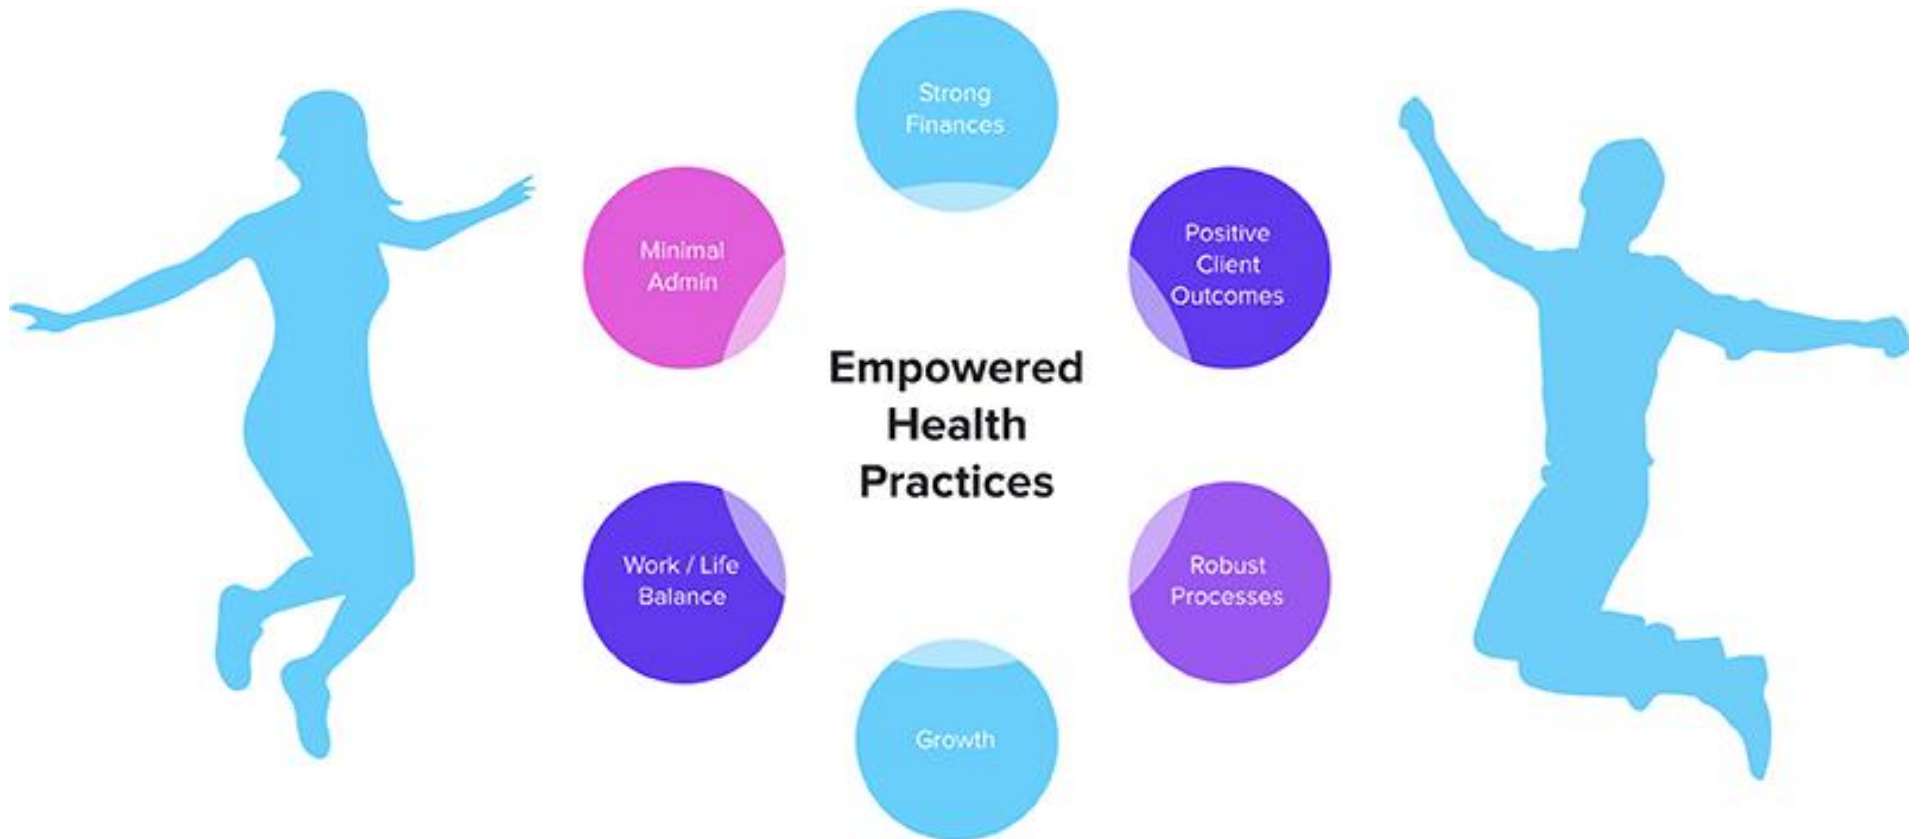 Strong
Finances
Minimal
Admin
Positive
Client
Outcomes
Empowered
Health
Practices
Work / Life
Balance
Robust
Processes
Growth